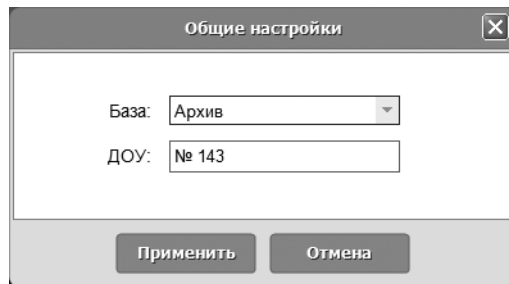 Общие настройки
База: Архив
ДОУ: № 143
Применить Отмена